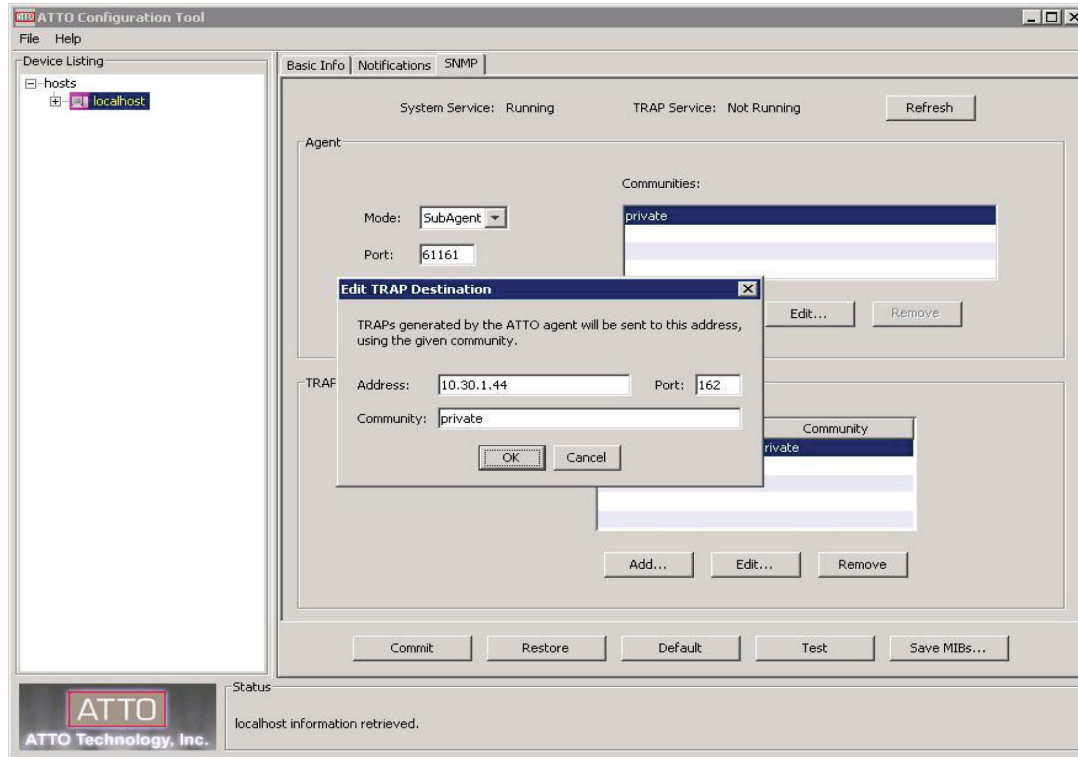 ATTO ATTO Configuration Tool
File Help
Device Listing
hosts
localhost
Basic Info Notifications SNMP
System Service: Running TRAP Service: Not Running Refresh
Agent
Communities:
Mode: SubAgent private
Port: 61161
Edit... Remove
Edit TRAP Destination
TRAPs generated by the ATTO agent will be sent to this address,
using the given community.
Address: 10.30.1.44 Port: 162
Community: private
OK Cancel
TRAP
Community
rivate
Add... Edit... Remove
Commit Restore Default Test Save MIBs...
ATTO
ATTO Technology, Inc.
Status
localhost information retrieved.